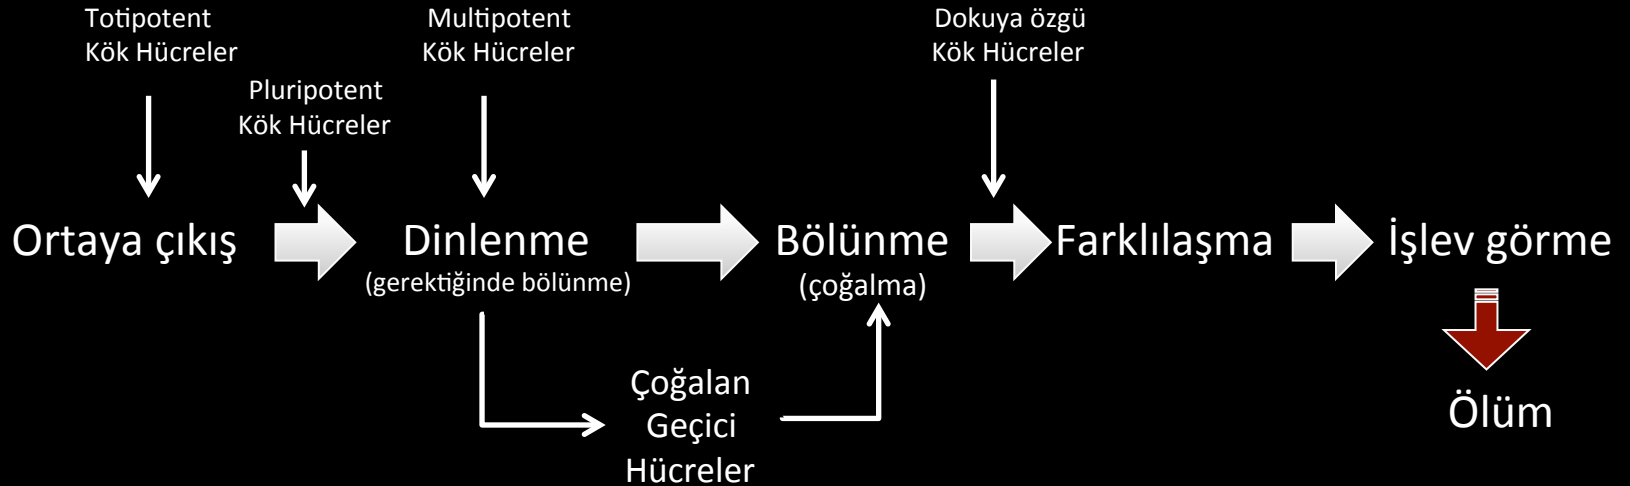 Totipotent
Kök Hücreler
Pluripotent
Kök Hücreler
Multipotent
Kök Hücreler
Dokuya özgü
Kök Hücreler
Ortaya çıkış
Dinlenme
(gerektiğinde bölünme)
Bölünme
(çoğalma)
Farklılaşma
İşlev görme
Çoğalan
Geçici
Hücreler
Ölüm